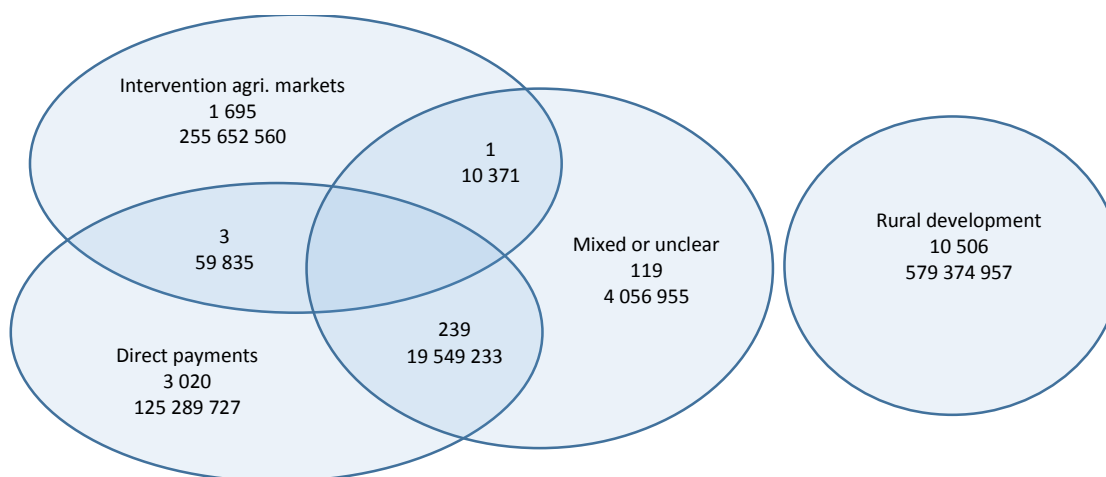 Intervention agri. markets
1 695
255 652 560
1
10 371
3
59 835
Mixed or unclear
119
4 056 955
Rural development
10 506
579 374 957
239
19 549 233
Direct payments
3 020
125 289 727